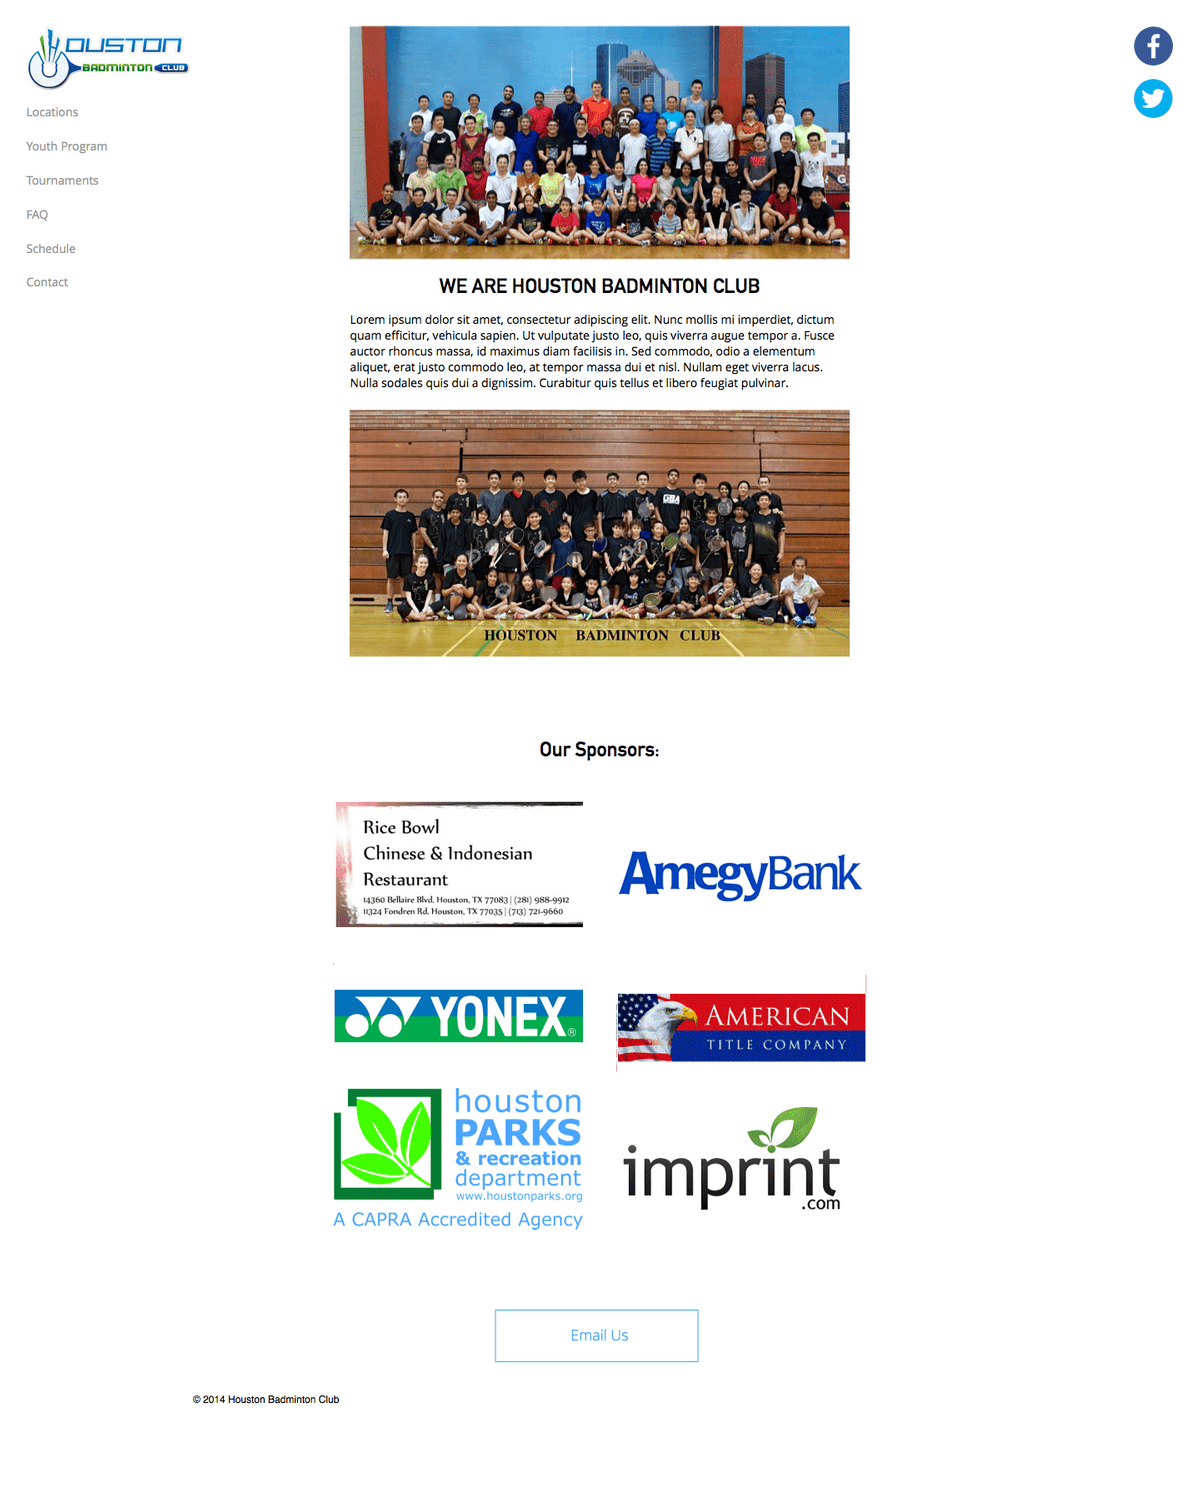 HOUSTON
BADMINTON CLUB
Locations
Youth Program
Tournaments
FAQ
Schedule
Contact
WE ARE HOUSTON BADMINTON CLUB
Lorem ipsum dolor sit amet, consectetur adipiscing elit. Nunc mollis mi imperdiet, dictum
quam efficitur, vehicula sapien. Ut vulputate justo leo, quis viverra augue tempor a. Fusce
auctor rhoncus massa, id maximus diam facilisis in. Sed commodo, odio a elementum
aliquet, erat justo commodo leo, at tempor massa dui et nisl. Nullam eget viverra lacus.
Nulla sodales quis dui a dignissim. Curabitur quis tellus et libero feugiat pulvinar.
GBA
HOUSTON BADMINTON CLUB
Our Sponsors:
Rice Bowl
Chinese & Indonesian
Restaurant
14360 Bellaire Blvd. Houston, TX 77083 | (281) 988-9912
11324 Fondren Rd. Houston, TX 77035 | (713) 721-9660
AmegyBank
YONEX®
AMERICAN
TITLE COMPANY
houston
PARKS
& recreation
department
www.houstonparks.org
A CAPRA Accredited Agency
imprint
.com
Email Us
© 2014 Houston Badminton Club